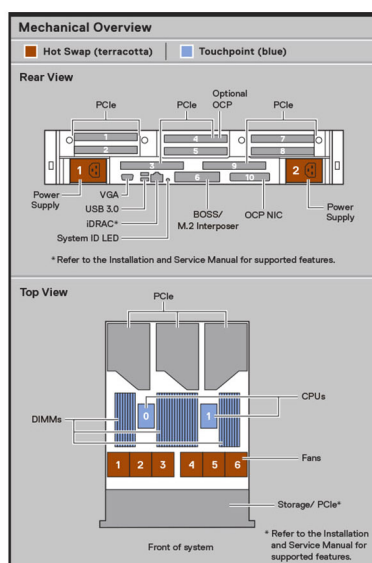 Mechanical Overview
Hot Swap (terracotta)
Touchpoint (blue)
Rear View
Optional
OCP
PCIe
PCIe
PCIe
1
4
7
2
5
8
3
9
1
6
10
2
Power
Supply
VGA
USB 3.0
iDRAC*
System ID LED
BOSS/
M.2 Interposer
OCP NIC
Power
Supply
* Refer to the Installation and Service Manual for supported features.
Top View
PCIe
CPUs
0
1
DIMMs
1 2 3 4 5 6
Fans
Storage/ PCIe*
Front of system
* Refer to the Installation
and Service Manual for
supported features.